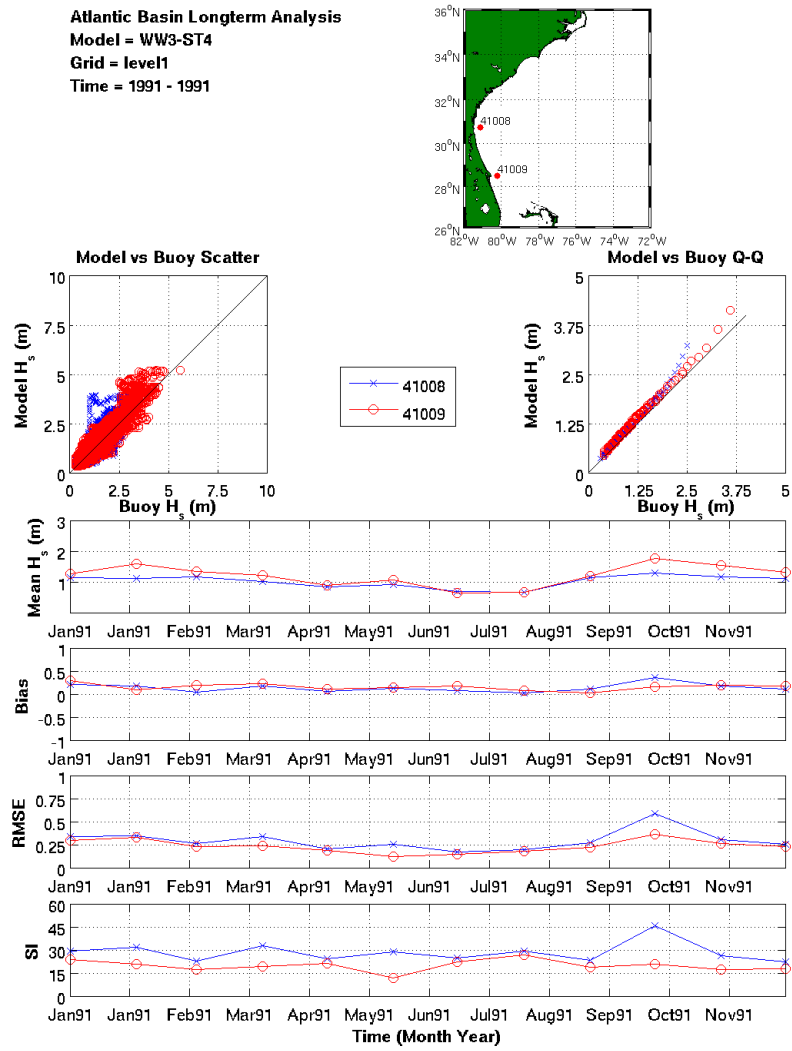 Atlantic Basin Longterm Analysis
Model = WW3-ST4
Grid = level1
Time = 1991 - 1991
36°N
34°N
32°N
30°N
28°N
26°N
41008
41009
82°W 80°W 78°W 76°W 74°W 72°W
Model vs Buoy Scatter
Model Hs (m)
10
7.5
5
2.5
0
0 2.5 5 7.5 10
Buoy Hs (m)
41008
41009
Model vs Buoy Q-Q
Model Hs (m)
5
3.75
2.5
1.25
0
0 1.25 2.5 3.75 5
Buoy Hs (m)
Mean Hs (m)
3
2
1
Jan91 Jan91 Feb91 Mar91 Apr91 May91 Jun91 Jul91 Aug91 Sep91 Oct91 Nov91
Bias
1
0.5
0
-0.5
-1
Jan91 Jan91 Feb91 Mar91 Apr91 May91 Jun91 Jul91 Aug91 Sep91 Oct91 Nov91
RMSE
1
0.75
0.5
0.25
0
Jan91 Jan91 Feb91 Mar91 Apr91 May91 Jun91 Jul91 Aug91 Sep91 Oct91 Nov91
SI
60
45
30
15
0
Jan91 Jan91 Feb91 Mar91 Apr91 May91 Jun91 Jul91 Aug91 Sep91 Oct91 Nov91
Time (Month Year)